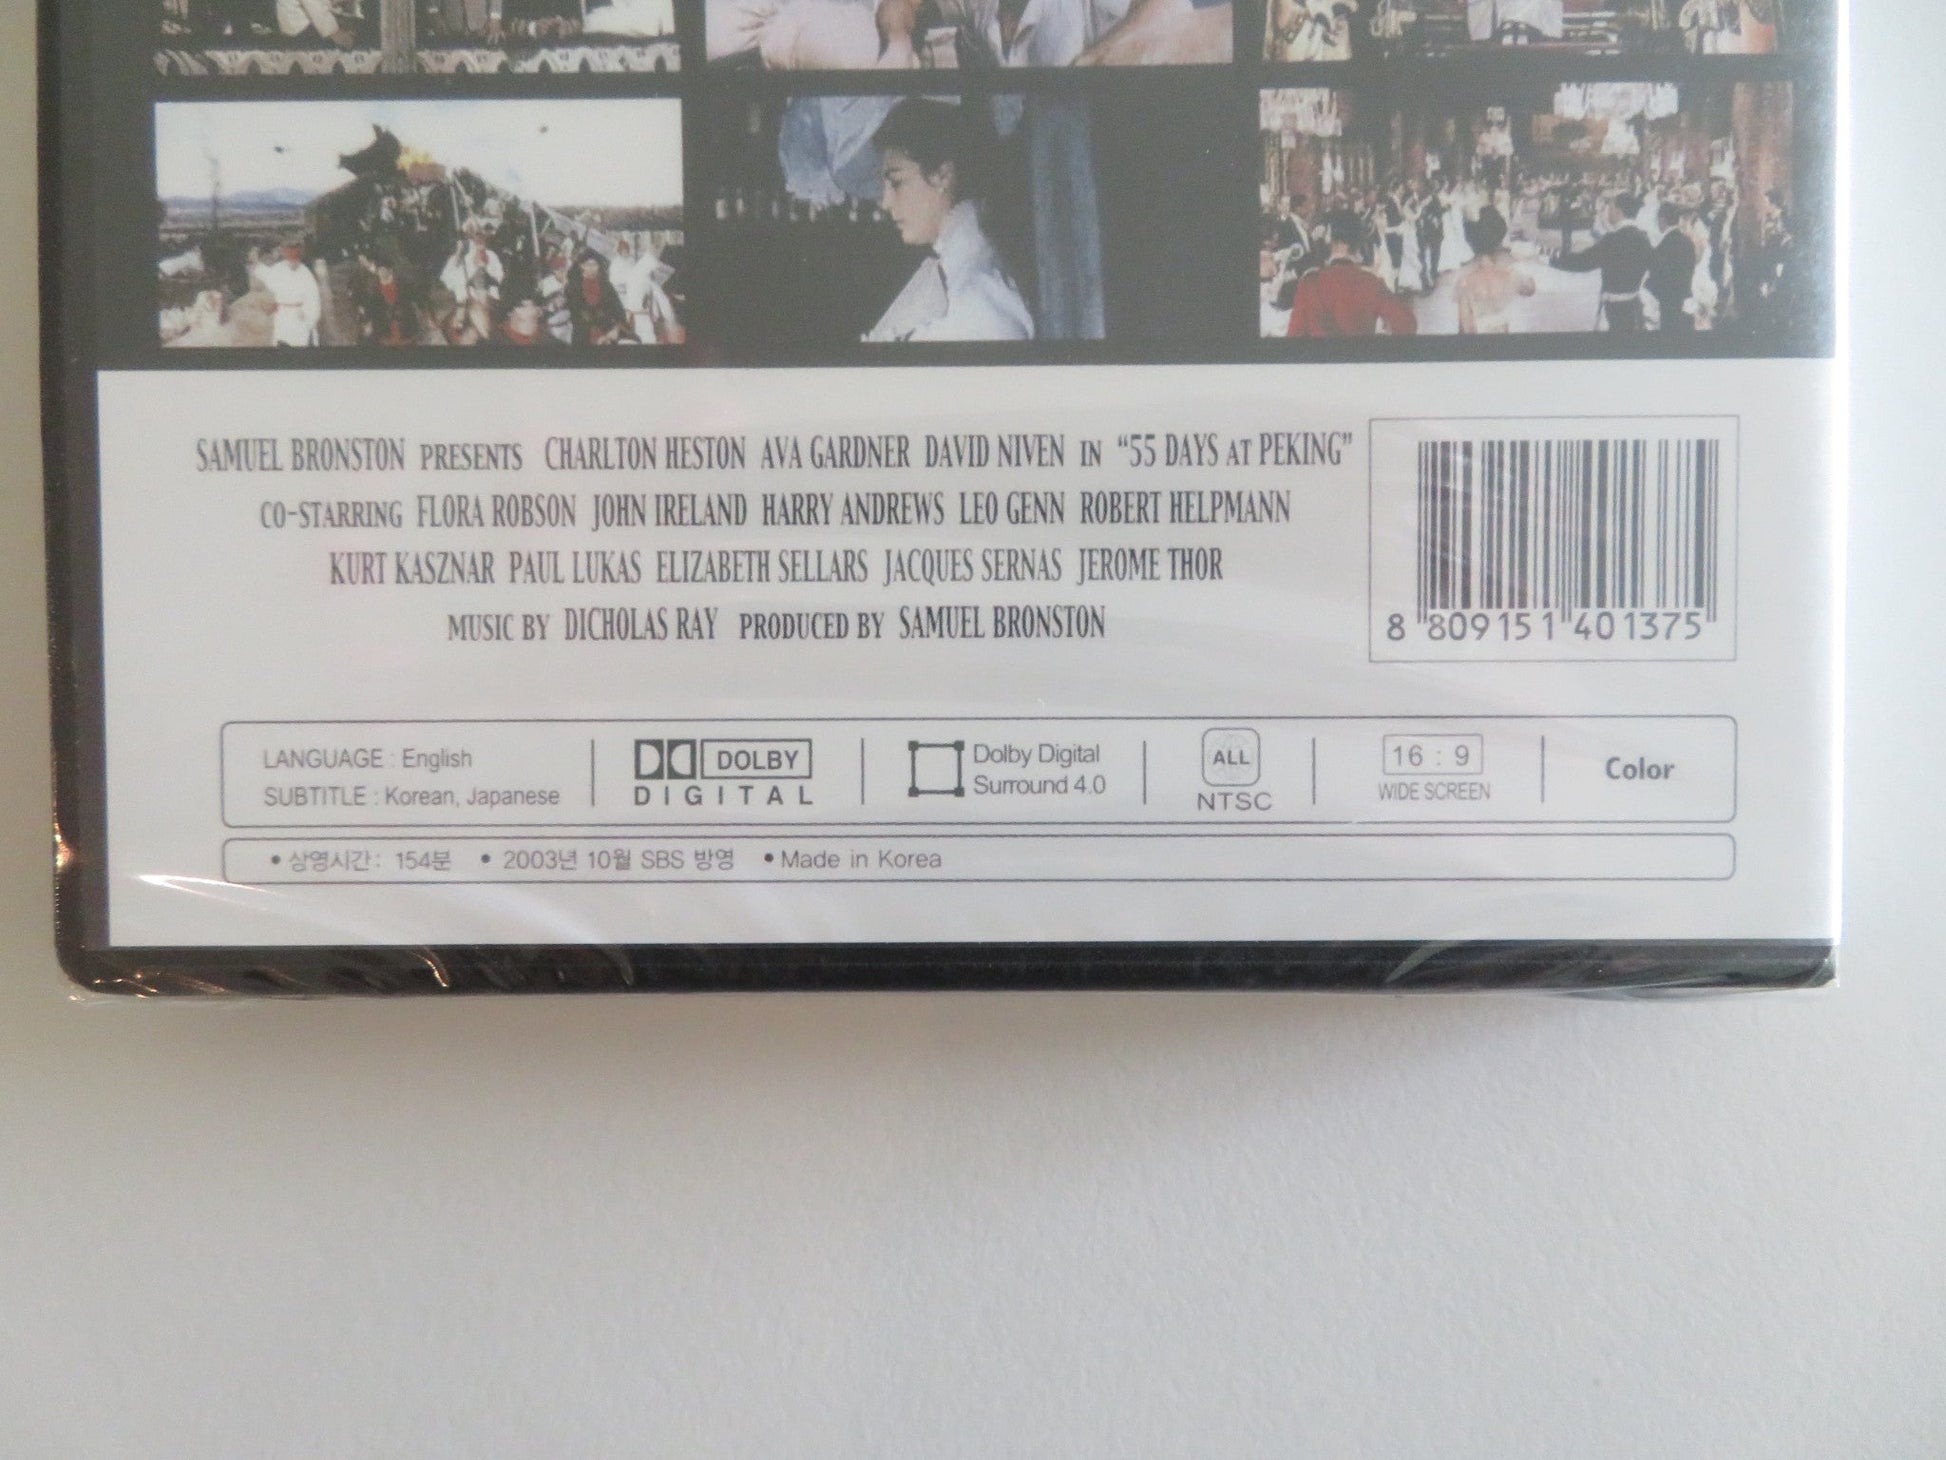 SAMUEL BRONSTON PRESENTS CHARLTON HESTON AVA GARDNER DAVID NIVEN IN "55 DAYS AT PEKING"
CO-STARRING FLORA ROBSON JOHN IRELAND HARRY ANDREWS LEO GENN ROBERT HELPMANN
KURT KASZNAR PAUL LUKAS ELIZABETH SELLARS JACQUES SERNAS JEROME THOR
MUSIC BY DICHOLAS RAY PRODUCED BY SAMUEL BRONSTON
8 809151 401375
LANGUAGE : English
SUBTITLE : Korean, Japanese
DOLBY
DIGITAL
Dolby Digital
Surround 4.0
ALL
NTSC
16 : 9
WIDE SCREEN
Color
• 상영시간: 154분 • 2003년 10월 SBS 방영 • Made in Korea